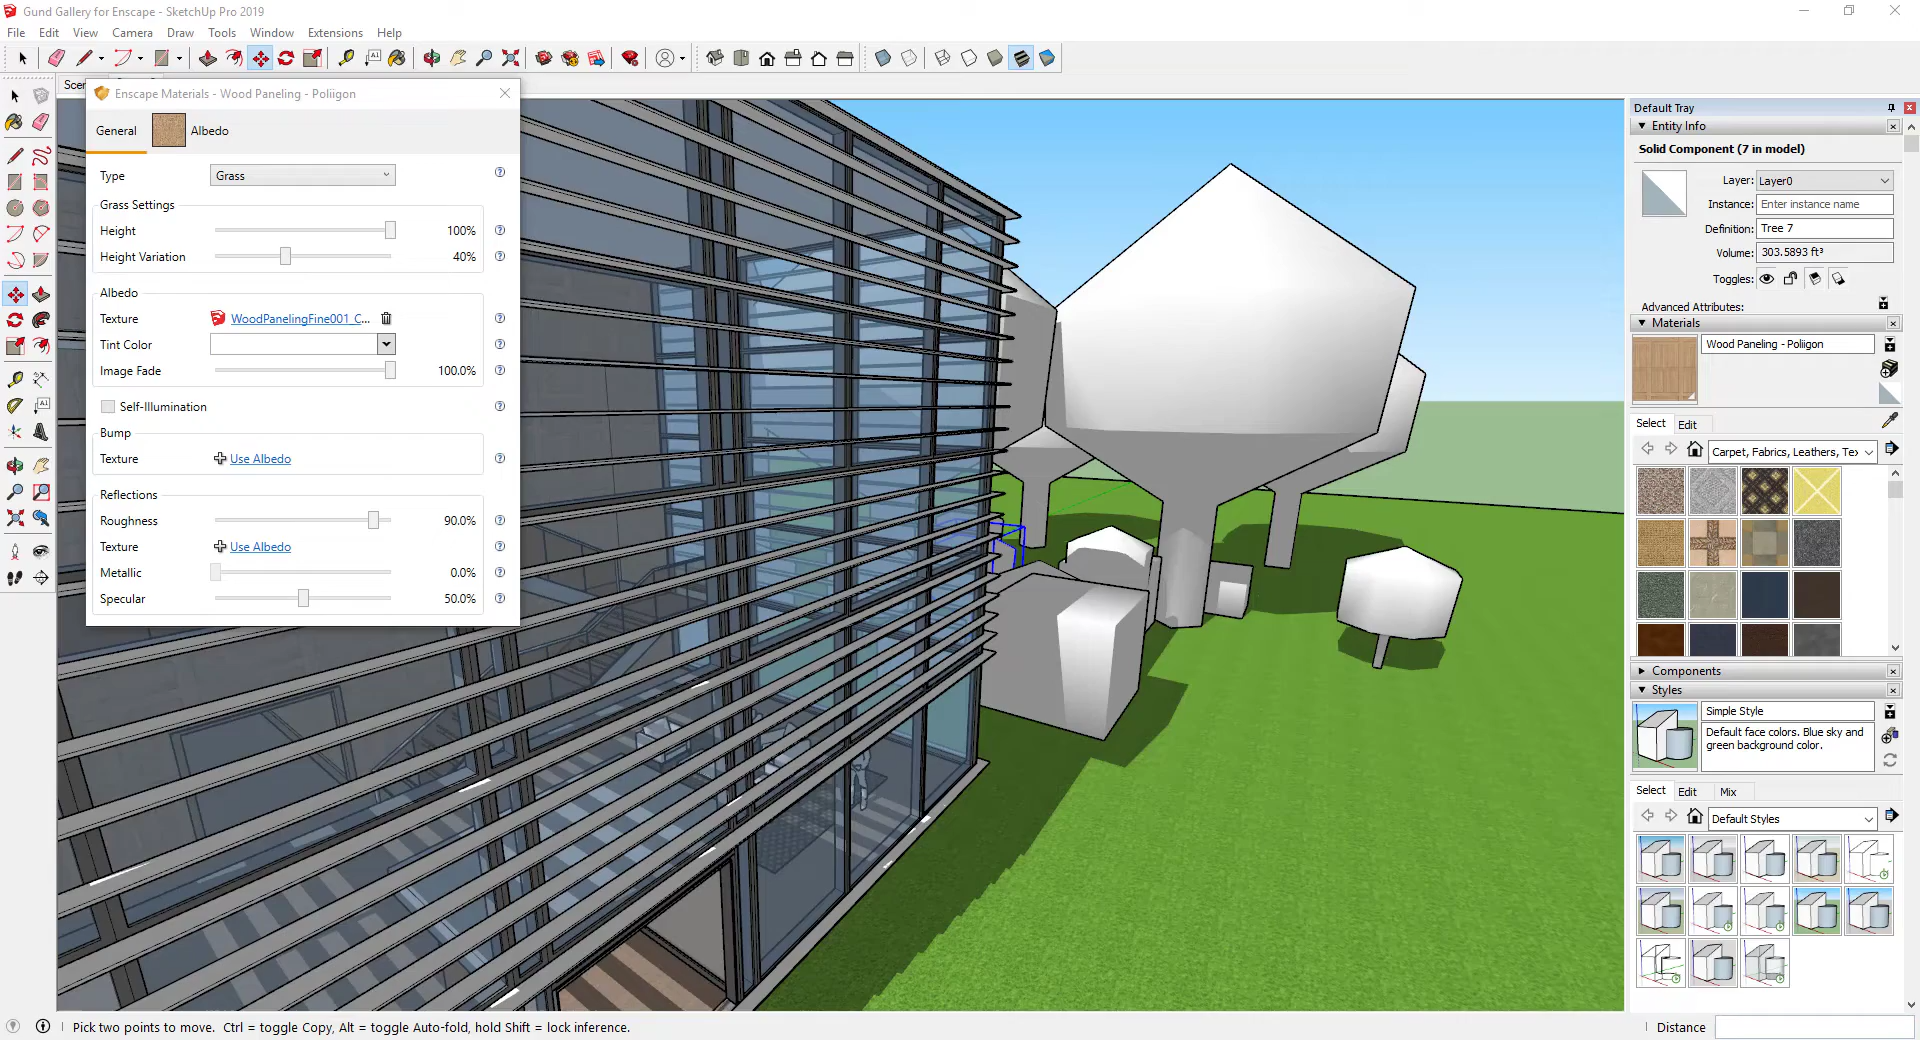 Gund Gallery for Enscape - SketchUp Pro 2019
File Edit View Camera Draw Tools Window Extensions Help
Scen
Enscape Materials - Wood Paneling - Poliigon
General Albedo
Type Grass
Grass Settings
Height 100%
Height Variation 40%
Albedo
Texture WoodPanelingFine001_C...
Tint Color
Image Fade 100.0%
Self-Illumination
Bump
Texture Use Albedo
Reflections
Roughness 90.0%
Texture Use Albedo
Metallic 0.0%
Specular 50.0%
Default Tray
Entity Info
Solid Component (7 in model)
Layer: Layer0
Instance: Enter instance name
Definition: Tree 7
Volume: 303.5893 ft³
Toggles:
Advanced Attributes:
Materials
Wood Paneling - Poliigon
Select Edit
Carpet, Fabrics, Leathers, Tex
Components
Styles
Simple Style
Default face colors. Blue sky and
green background color.
Select Edit Mix
Default Styles
Pick two points to move. Ctrl = toggle Copy, Alt = toggle Auto-fold, hold Shift = lock inference.
Distance